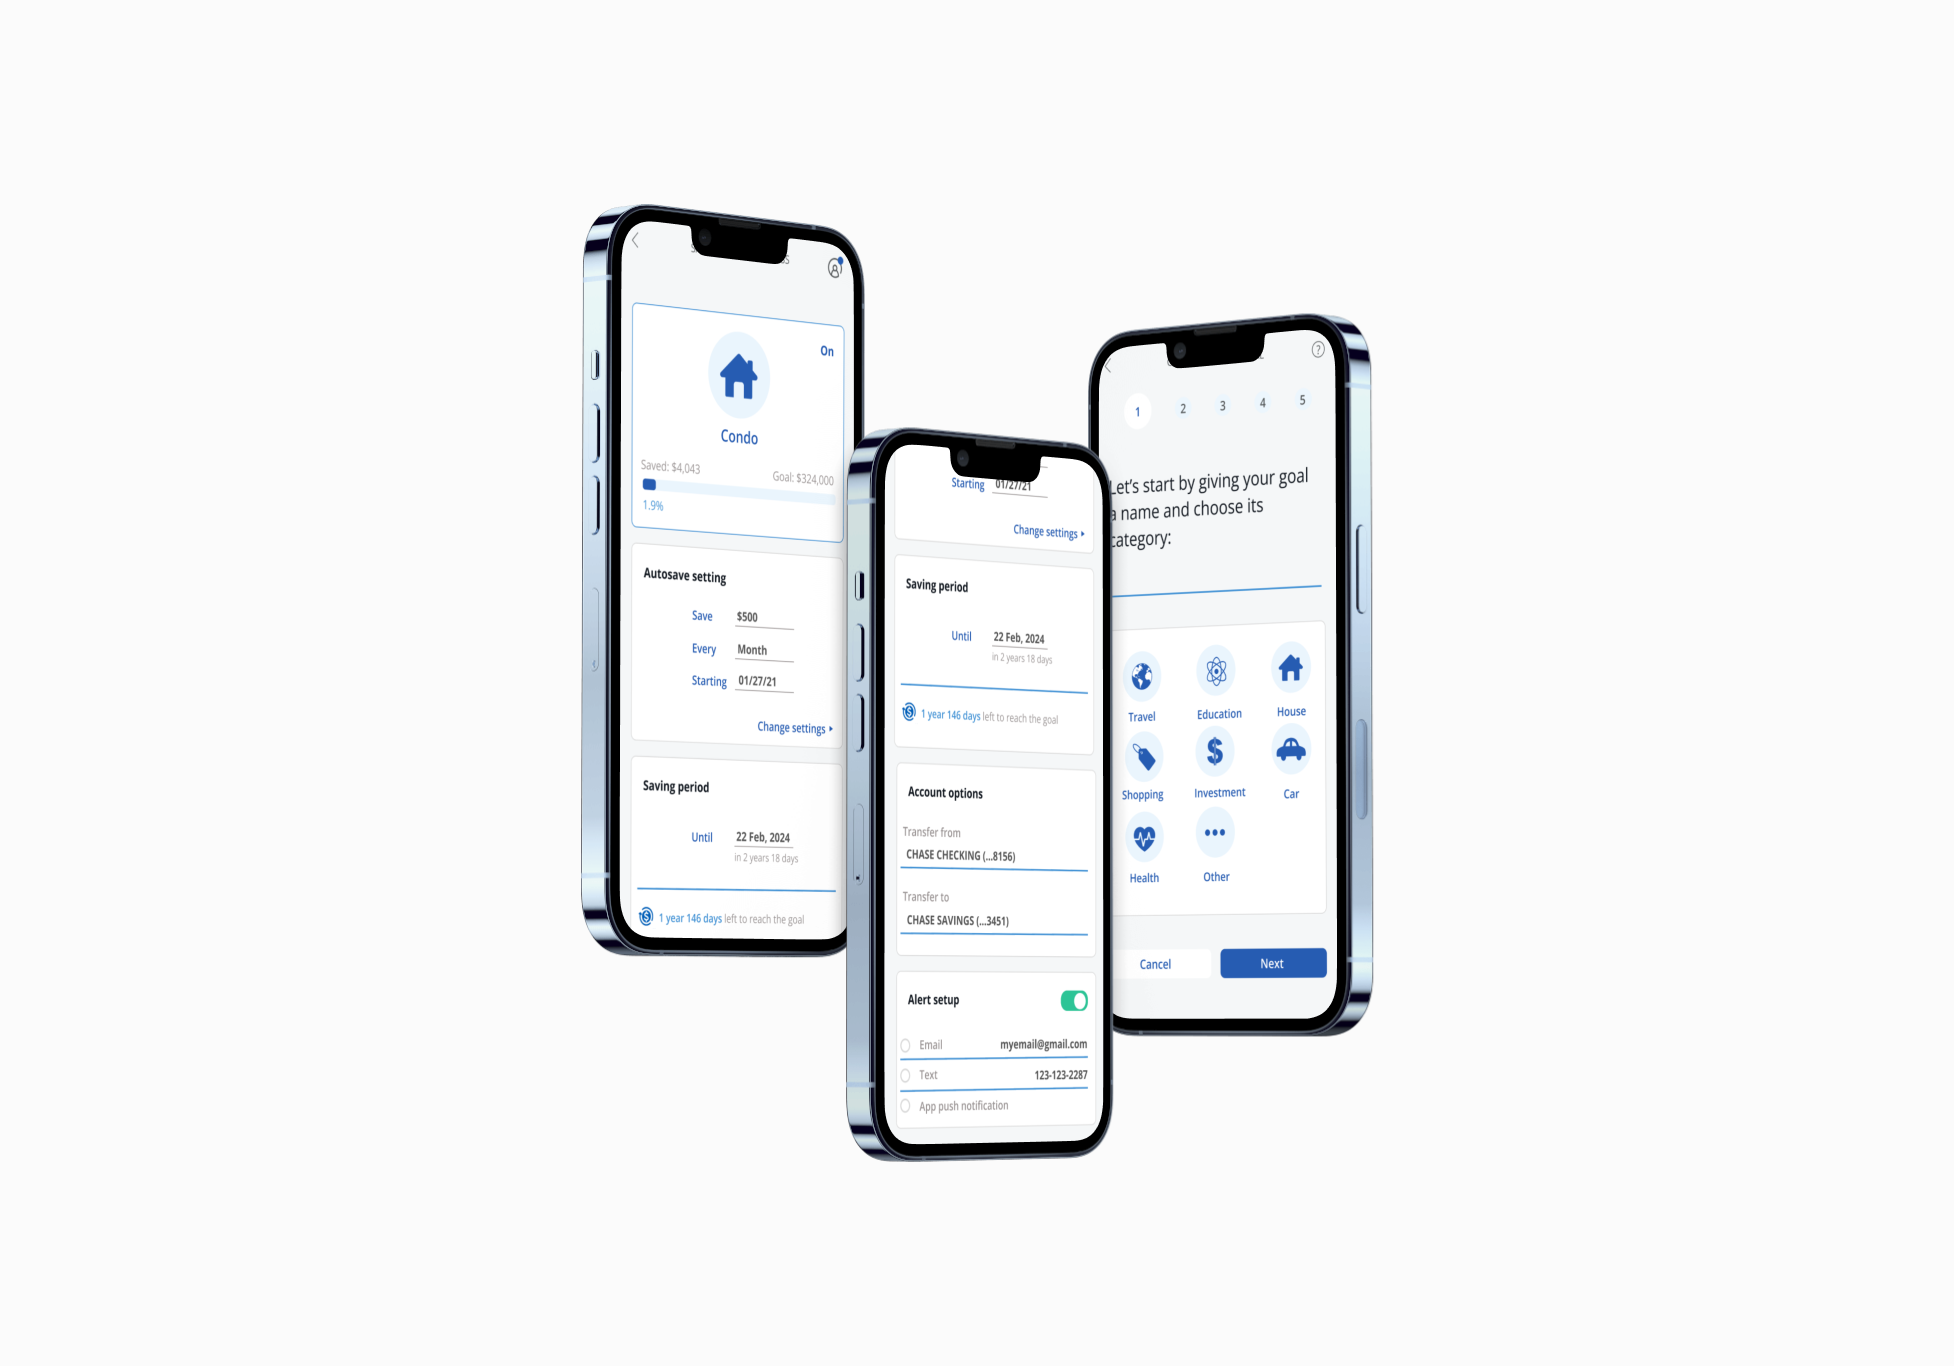 On
Condo
Saved: $4,043
Goal: $324,000
1.9%
Autosave setting
Save $500
Every Month
Starting 01/27/21
Change settings
Saving period
Until 22 Feb, 2024
in 2 years 18 days
1 year 146 days left to reach the goal
Starting 01/27/21
Change settings
Saving period
Until 22 Feb, 2024
in 2 years 18 days
1 year 146 days left to reach the goal
Account options
Transfer from
CHASE CHECKING (...8156)
Transfer to
CHASE SAVINGS (...3451)
Alert setup
Email myemail@gmail.com
Text 123-123-2287
App push notification
?
1 2 3 4 5
Let's start by giving your goal
a name and choose its
category:
Travel Education House
$
Shopping Investment Car
Health Other
Cancel Next